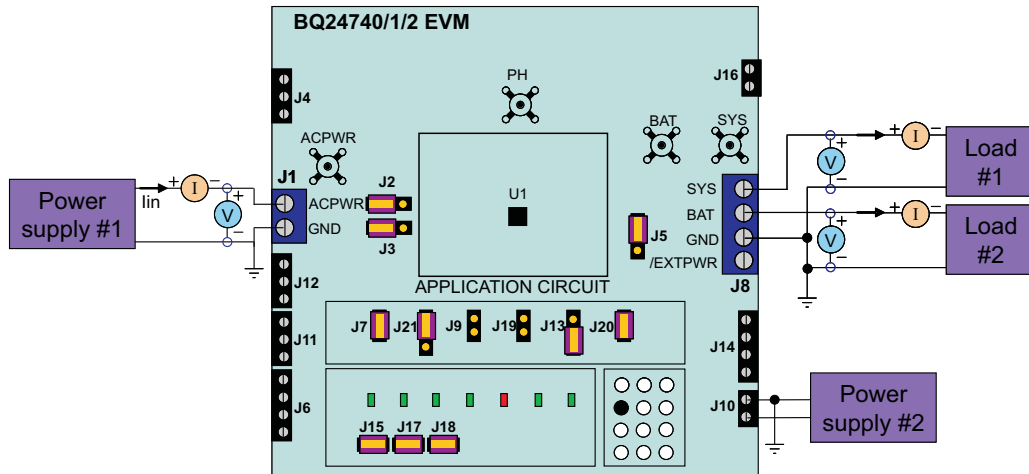 BQ24740/1/2 EVM
PH
J16
J4
ACPWR
BAT
SYS
+
I
−
Load
#1
V
+
−
J1
J2
U1
SYS
Power
supply #1
Iin
+
I
−
V
+
−
ACPWR
GND
J3
J5
BAT
GND
/EXTPWR
J8
+
I
−
V
+
−
Load
#2
J12
APPLICATION CIRCUIT
J7
J21
J9
J19
J13
J20
J11
J14
J6
J15
J17
J18
J10
Power
supply #2